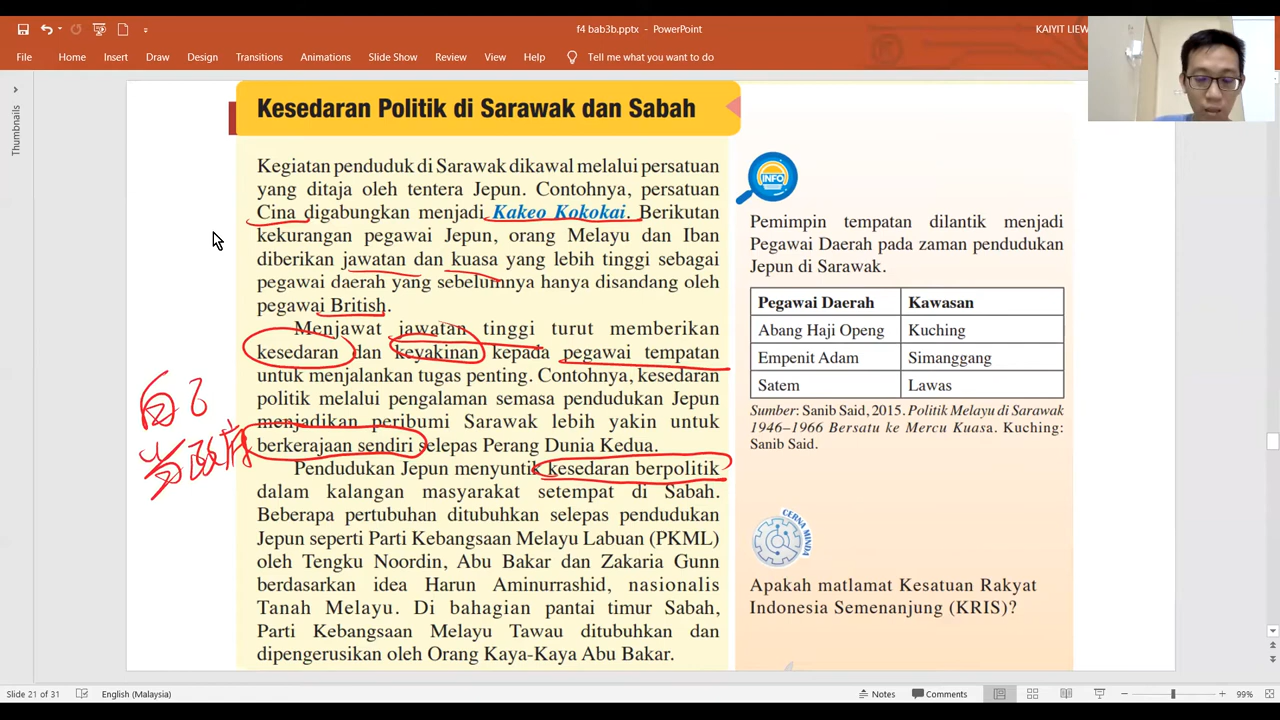 f4 bab3b.pptx - PowerPoint
KAIYIT LIEW
File Home Insert Draw Design Transitions Animations Slide Show Review View Help Tell me what you want to do
Thumbnails
Kesedaran Politik di Sarawak dan Sabah
Kegiatan penduduk di Sarawak dikawal melalui persatuan
yang ditaja oleh tentera Jepun. Contohnya, persatuan
Cina digabungkan menjadi Kakeo Kokokai. Berikutan
kekurangan pegawai Jepun, orang Melayu dan Iban
diberikan jawatan dan kuasa yang lebih tinggi sebagai
pegawai daerah yang sebelumnya hanya disandang oleh
pegawai British.
Menjawat jawatan tinggi turut memberikan
kesedaran dan keyakinan kepada pegawai tempatan
untuk menjalankan tugas penting. Contohnya, kesedaran
politik melalui pengalaman semasa pendudukan Jepun
menjadikan peribumi Sarawak lebih yakin untuk
berkerajaan sendiri selepas Perang Dunia Kedua.
Pendudukan Jepun menyuntik kesedaran berpolitik
dalam kalangan masyarakat setempat di Sabah.
Beberapa pertubuhan ditubuhkan selepas pendudukan
Jepun seperti Parti Kebangsaan Melayu Labuan (PKML)
oleh Tengku Noordin, Abu Bakar dan Zakaria Gunn
berdasarkan idea Harun Aminurrashid, nasionalis
Tanah Melayu. Di bahagian pantai timur Sabah,
Parti Kebangsaan Melayu Tawau ditubuhkan dan
dipengerusikan oleh Orang Kaya-Kaya Abu Bakar.
自己
当政府
INFO
Pemimpin tempatan dilantik menjadi
Pegawai Daerah pada zaman pendudukan
Jepun di Sarawak.
Pegawai Daerah Kawasan
Abang Haji Openg Kuching
Empenit Adam Simanggang
Satem Lawas
Sumber: Sanib Said, 2015. Politik Melayu di Sarawak
1946–1966 Bersatu ke Mercu Kuasa. Kuching:
Sanib Said.
CERNA MINDA
Apakah matlamat Kesatuan Rakyat
Indonesia Semenanjung (KRIS)?
Slide 21 of 31 English (Malaysia) Notes Comments 99%